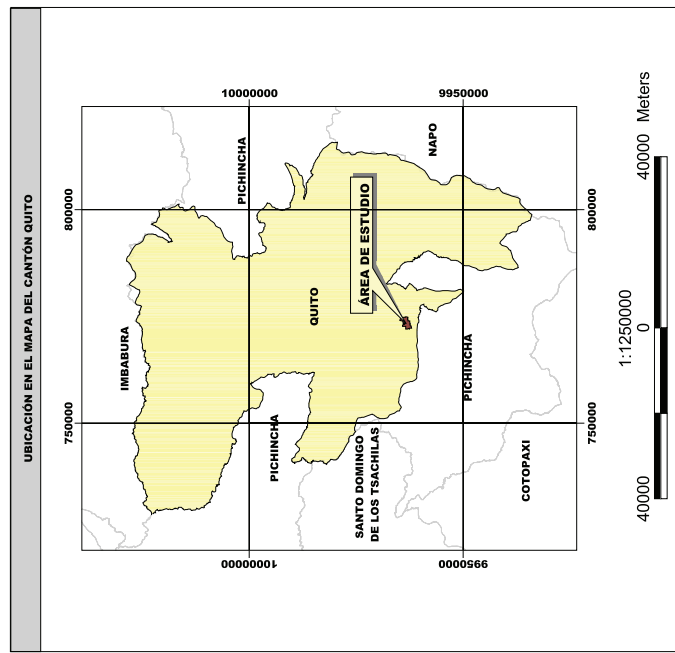 UBICACIÓN EN EL MAPA DEL CANTÓN QUITO
750000
800000
10000000
10000000
9950000
9950000
IMBABURA
PICHINCHA
PICHINCHA
QUITO
ÁREA DE ESTUDIO
NAPO
SANTO DOMINGO
DE LOS TSACHILAS
PICHINCHA
COTOPAXI
750000
800000
1:1250000
40000
0
40000 Meters